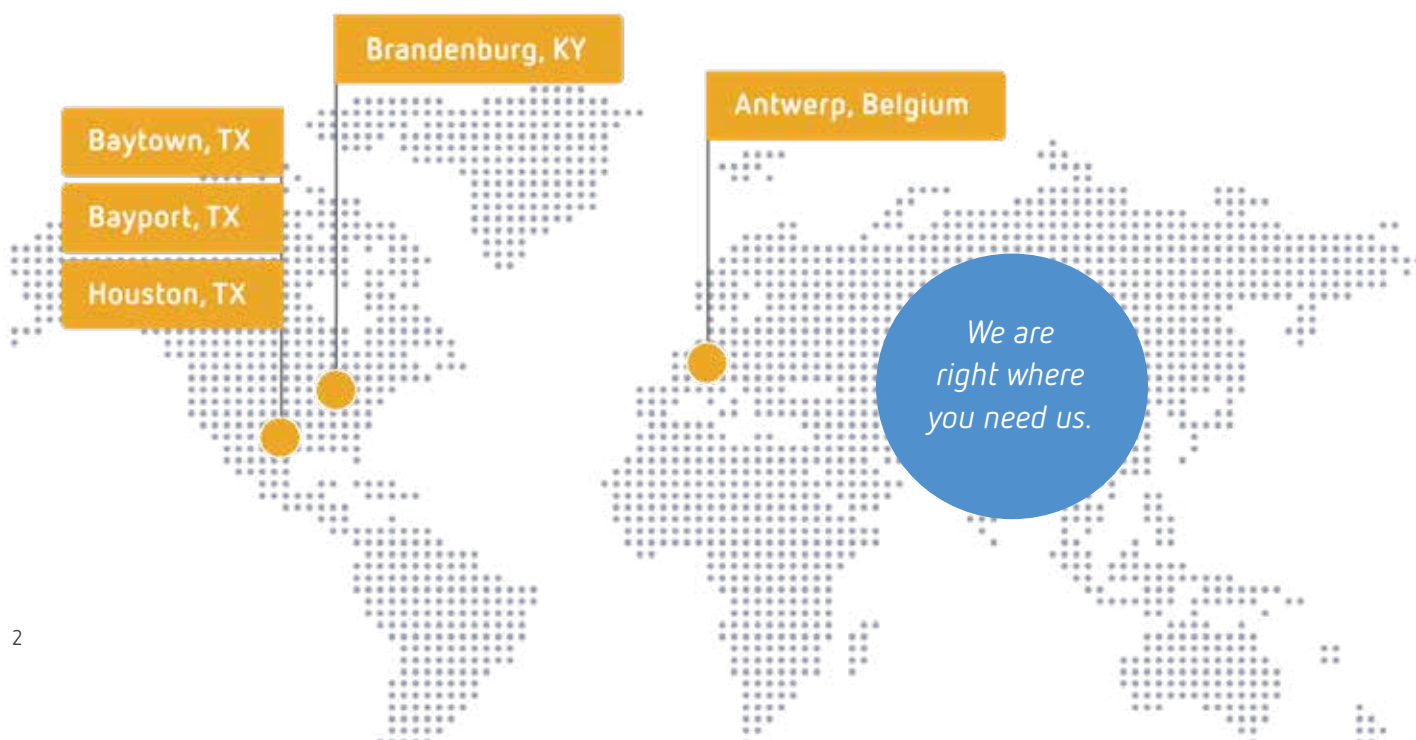 Brandenburg, KY
Antwerp, Belgium
Baytown, TX
Bayport, TX
Houston, TX
We are
right where
you need us.
2